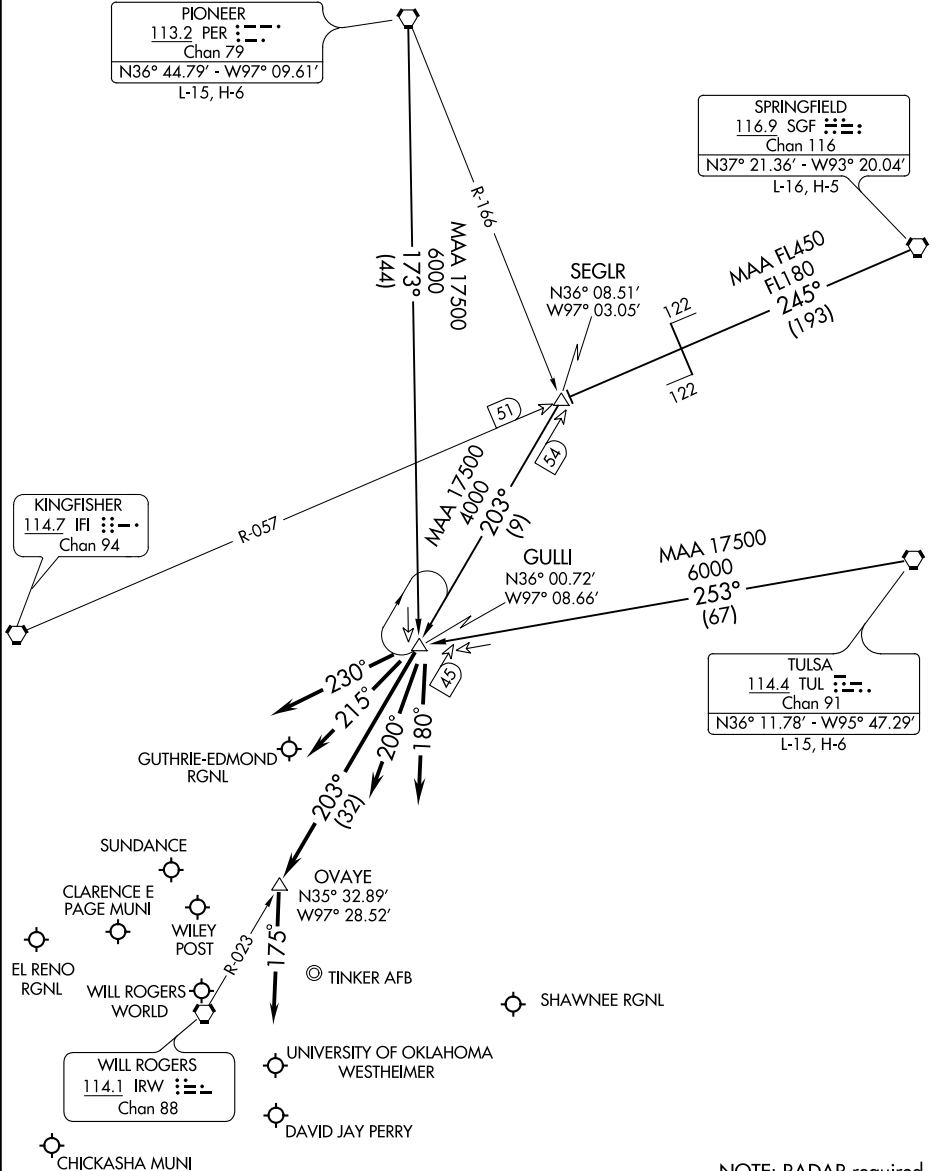 PIONEER
113.2 PER
Chan 79
N36° 44.79' - W97° 09.61'
L-15, H-6
SPRINGFIELD
116.9 SGF
Chan 116
N37° 21.36' - W93° 20.04'
L-16, H-5
R-166
MAA 17500
6000
173°
(44)
MAA FL450
FL180
245°
(193)
SEGLR
N36° 08.51'
W97° 03.05'
122
122
51
54
MAA 17500
4000
203°
(9)
KINGFISHER
114.7 IFI
Chan 94
R-057
GULLI
N36° 00.72'
W97° 08.66'
MAA 17500
6000
253°
(67)
45
TULSA
114.4 TUL
Chan 91
N36° 11.78' - W95° 47.29'
L-15, H-6
230°
215°
200°
180°
203°
(32)
GUTHRIE-EDMOND
RGNL
SUNDANCE
CLARENCE E
PAGE MUNI
WILEY
POST
EL RENO
RGNL
WILL ROGERS
WORLD
OVAYE
N35° 32.89'
W97° 28.52'
R-023
175°
TINKER AFB
SHAWNEE RGNL
WILL ROGERS
114.1 IRW
Chan 88
UNIVERSITY OF OKLAHOMA
WESTHEIMER
DAVID JAY PERRY
CHICKASHA MUNI
NOTE: RADAR required